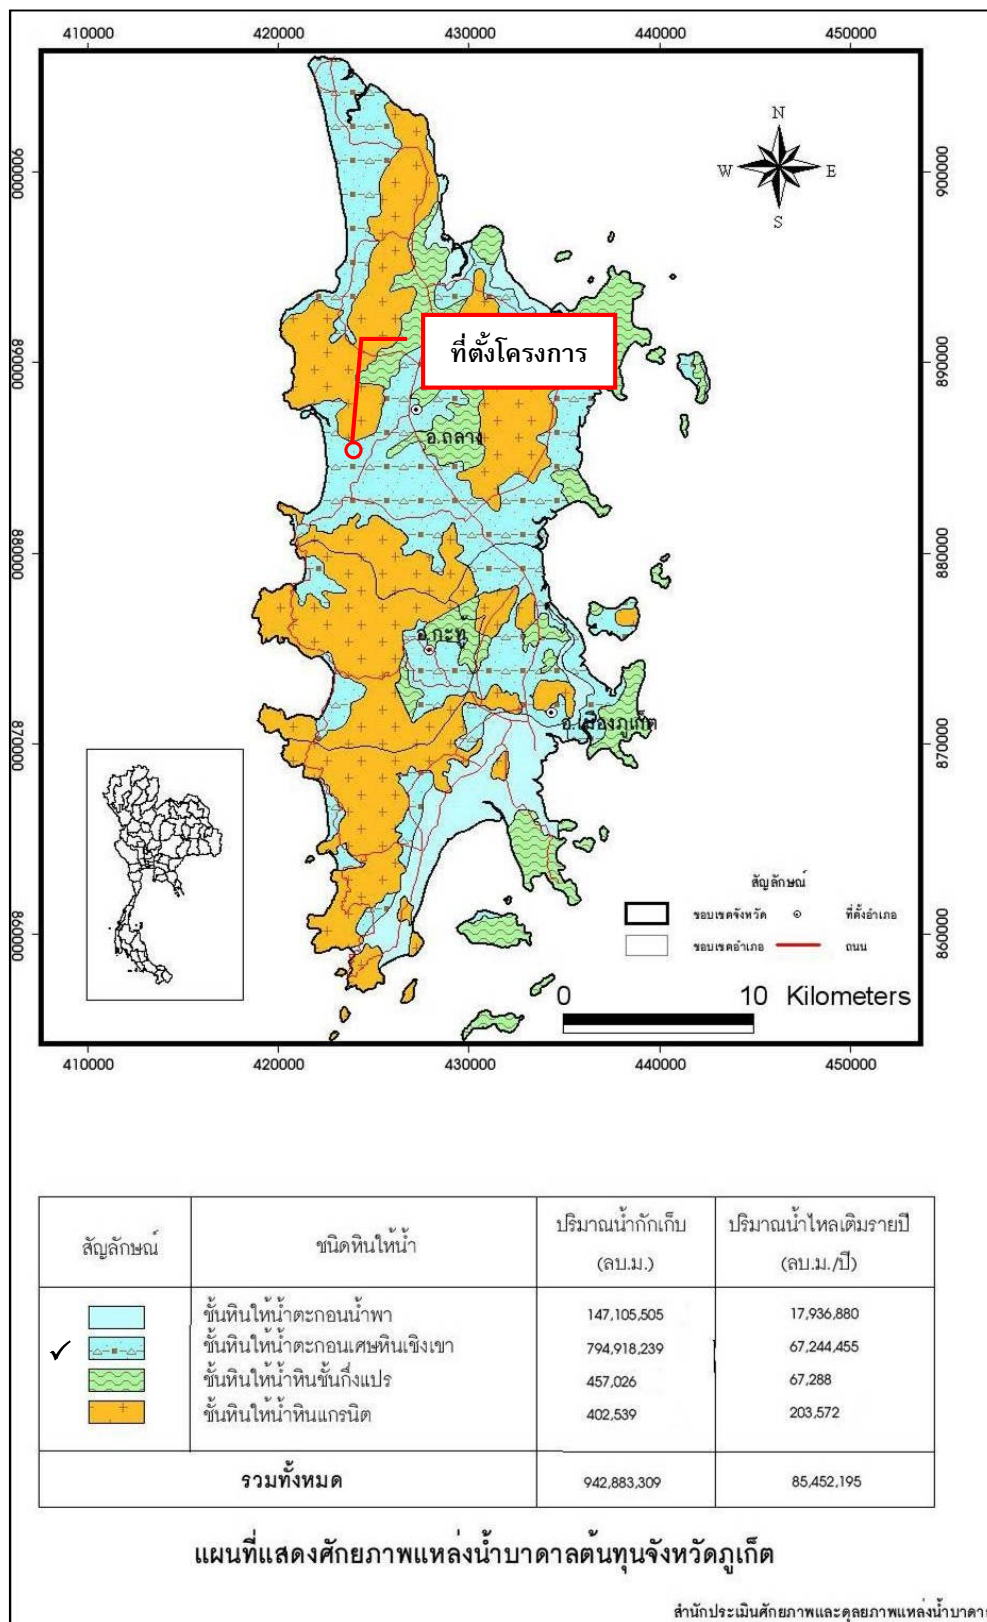 410000 420000 430000 440000 450000
900000 900000
N
W E
S
890000 890000
ที่ตั้งโครงการ
อ.ถลาง
880000 880000
อ.กะทู้
อ.เมืองภูเก็ต
870000 870000
สัญลักษณ์
ขอบเขตจังหวัด ที่ตั้งอำเภอ
ขอบเขตอำเภอ ถนน
860000 860000
0 10 Kilometers
410000 420000 430000 440000 450000
สัญลักษณ์ ชนิดหินให้น้ำ ปริมาณน้ำกักเก็บ (ลบ.ม.) ปริมาณน้ำไหลเติมรายปี (ลบ.ม./ปี)
ชั้นหินให้น้ำตะกอนน้ำพา 147,105,505 17,936,880
✓ ชั้นหินให้น้ำตะกอนเศษหินเชิงเขา 794,918,239 67,244,455
ชั้นหินให้น้ำหินชั้นกึ่งแปร 457,026 67,288
ชั้นหินให้น้ำหินแกรนิต 402,539 203,572
รวมทั้งหมด 942,883,309 85,452,195
แผนที่แสดงศักยภาพแหล่งน้ำบาดาลต้นทุนจังหวัดภูเก็ต
สำนักประเมินศักยภาพและดุลยภาพแหล่งน้ำบาดาล